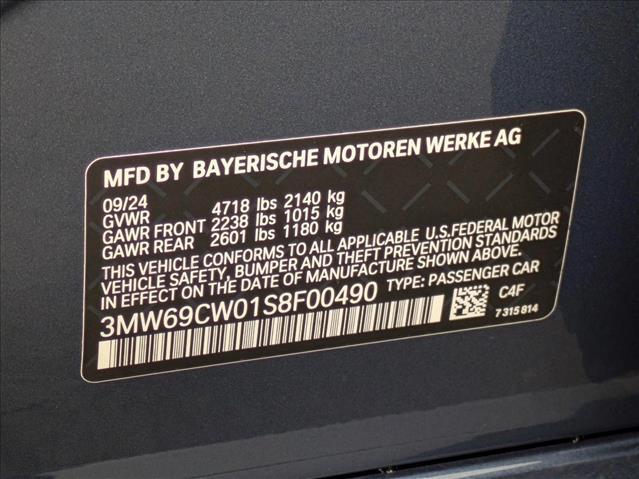 MFD BY BAYERISCHE MOTOREN WERKE AG
09/24
GVWR 4718 lbs 2140 kg
GAWR FRONT 2238 lbs 1015 kg
GAWR REAR 2601 lbs 1180 kg
THIS VEHICLE CONFORMS TO ALL APPLICABLE U.S.FEDERAL MOTOR
VEHICLE SAFETY, BUMPER AND THEFT PREVENTION STANDARDS
IN EFFECT ON THE DATE OF MANUFACTURE SHOWN ABOVE.
3MW69CW01S8F00490 TYPE: PASSENGER CAR
C4F
7 315 814